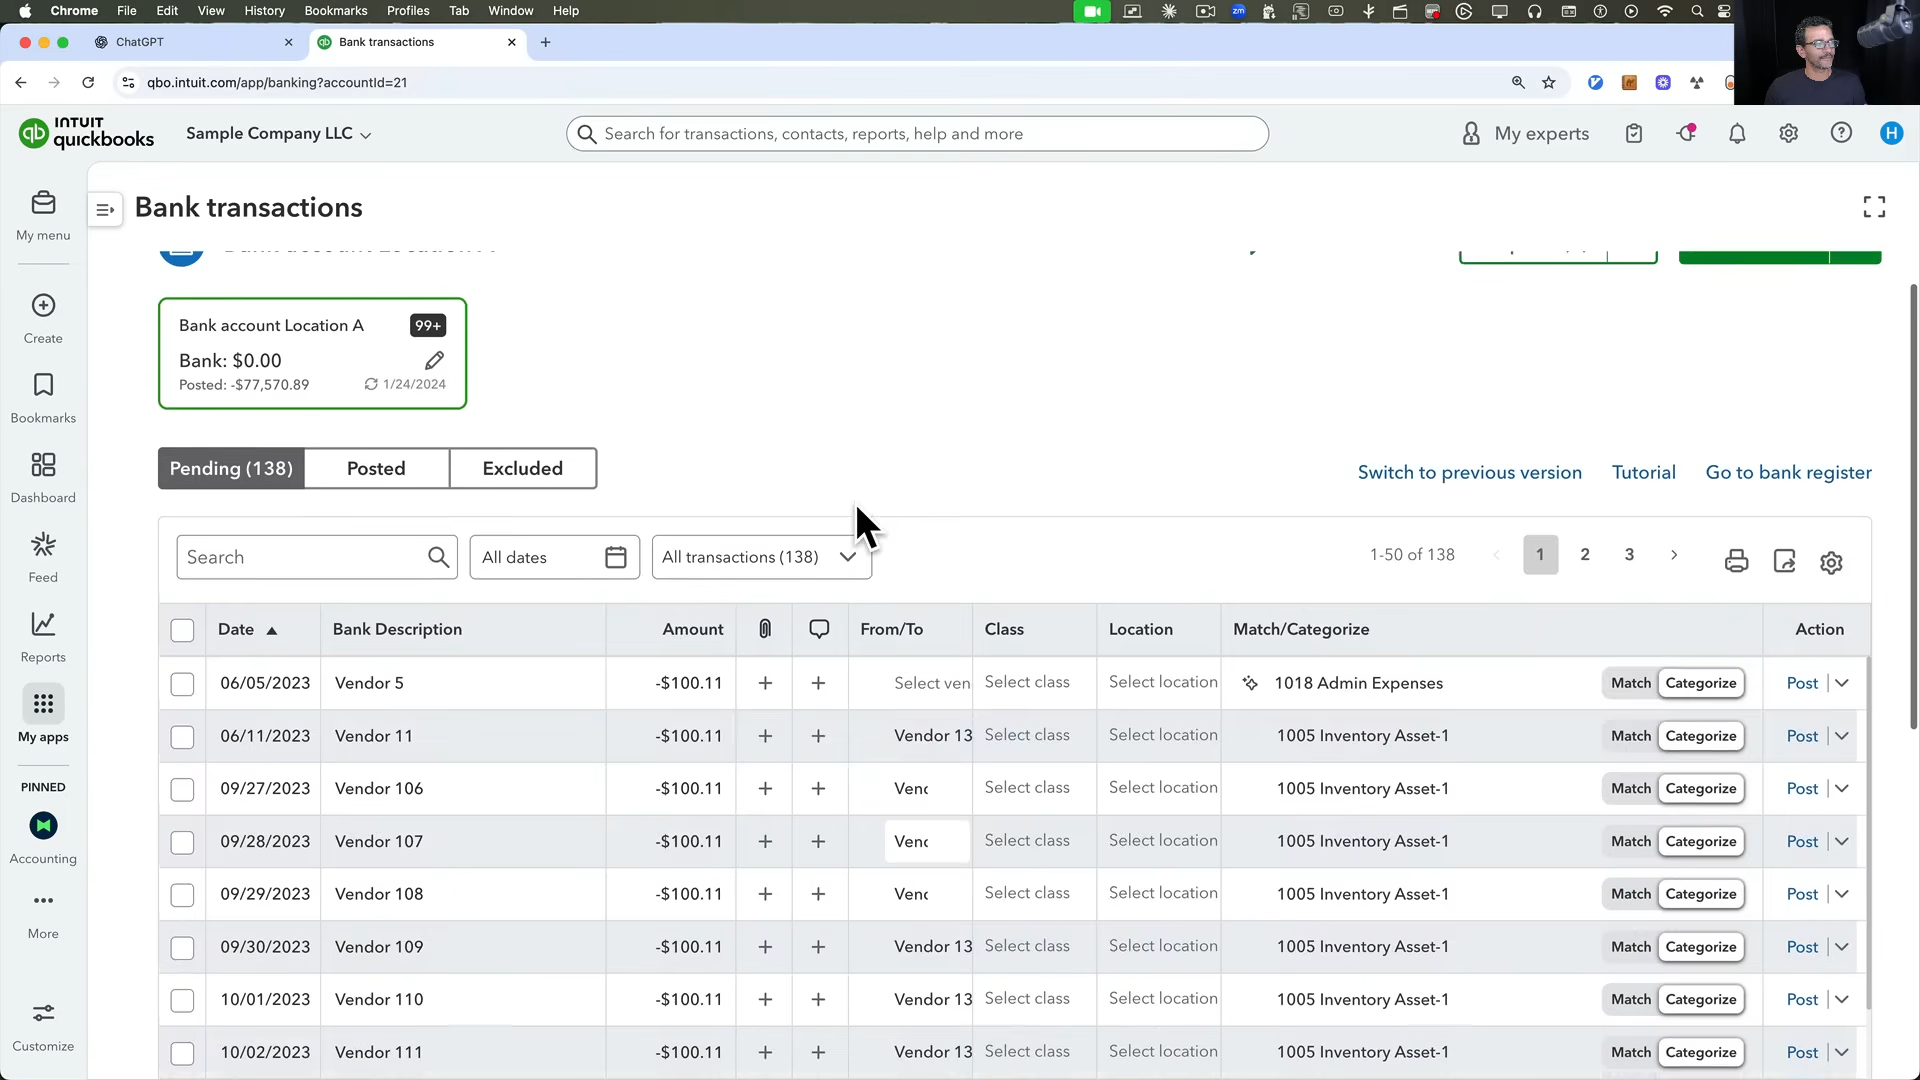 Chrome File Edit View History Bookmarks Profiles Tab Window Help
ChatGPT
Bank transactions
qbo.intuit.com/app/banking?accountId=21
INTUIT
quickbooks
Sample Company LLC
Search for transactions, contacts, reports, help and more
My experts
H
My menu
Create
Bookmarks
Dashboard
Feed
Reports
My apps
PINNED
Accounting
More
Customize
Bank transactions
Bank account Location A 99+
Bank: $0.00
Posted: -$77,570.89 1/24/2024
Pending (138) Posted Excluded
Switch to previous version Tutorial Go to bank register
Search All dates All transactions (138) 1-50 of 138 1 2 3
Date Bank Description Amount From/To Class Location Match/Categorize Action
06/05/2023 Vendor 5 -$100.11 + + Select ven Select class Select location 1018 Admin Expenses Match Categorize Post
06/11/2023 Vendor 11 -$100.11 + + Vendor 13 Select class Select location 1005 Inventory Asset-1 Match Categorize Post
09/27/2023 Vendor 106 -$100.11 + + Select class Select location 1005 Inventory Asset-1 Match Categorize Post
09/28/2023 Vendor 107 -$100.11 + + Select class Select location 1005 Inventory Asset-1 Match Categorize Post
09/29/2023 Vendor 108 -$100.11 + + Select class Select location 1005 Inventory Asset-1 Match Categorize Post
09/30/2023 Vendor 109 -$100.11 + + Vendor 13 Select class Select location 1005 Inventory Asset-1 Match Categorize Post
10/01/2023 Vendor 110 -$100.11 + + Vendor 13 Select class Select location 1005 Inventory Asset-1 Match Categorize Post
10/02/2023 Vendor 111 -$100.11 + + Vendor 13 Select class Select location 1005 Inventory Asset-1 Match Categorize Post